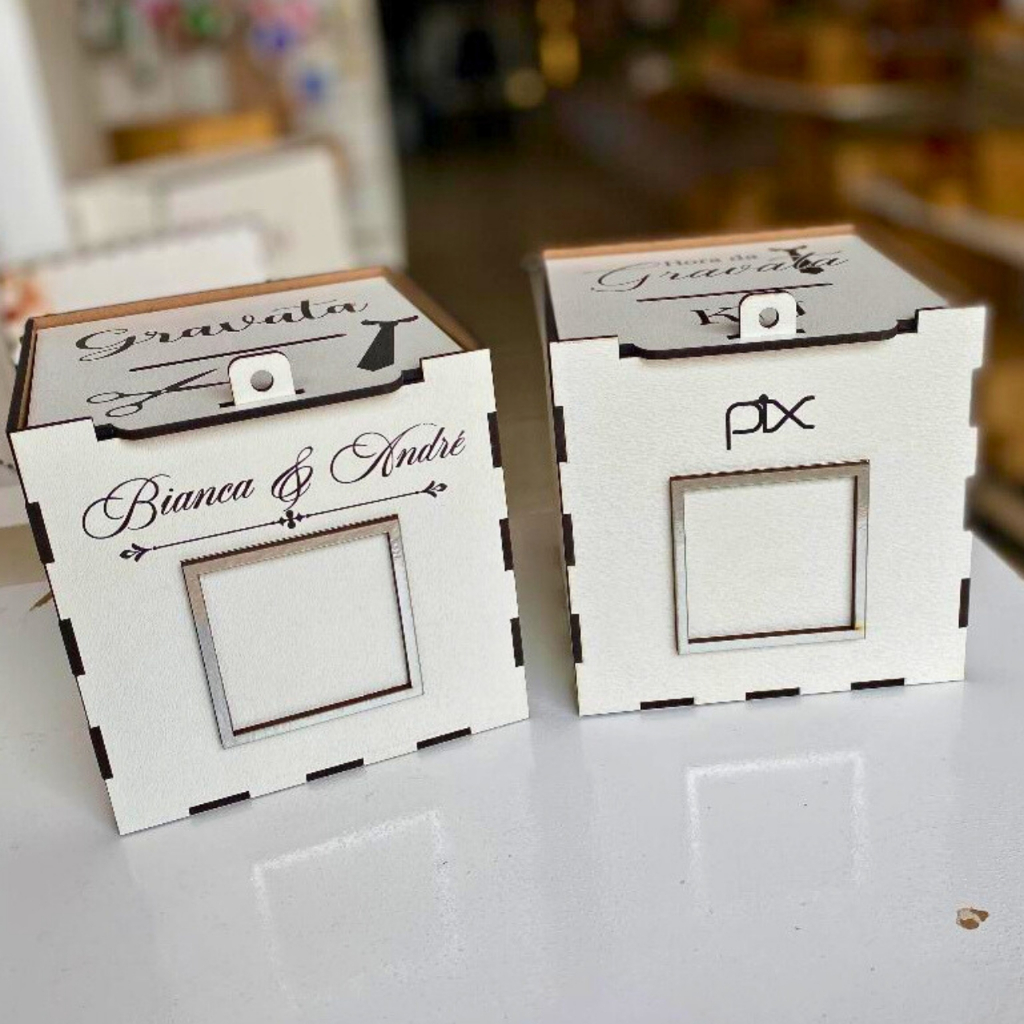 Gravata
Bianca & André
Hora da
Gravata
pix